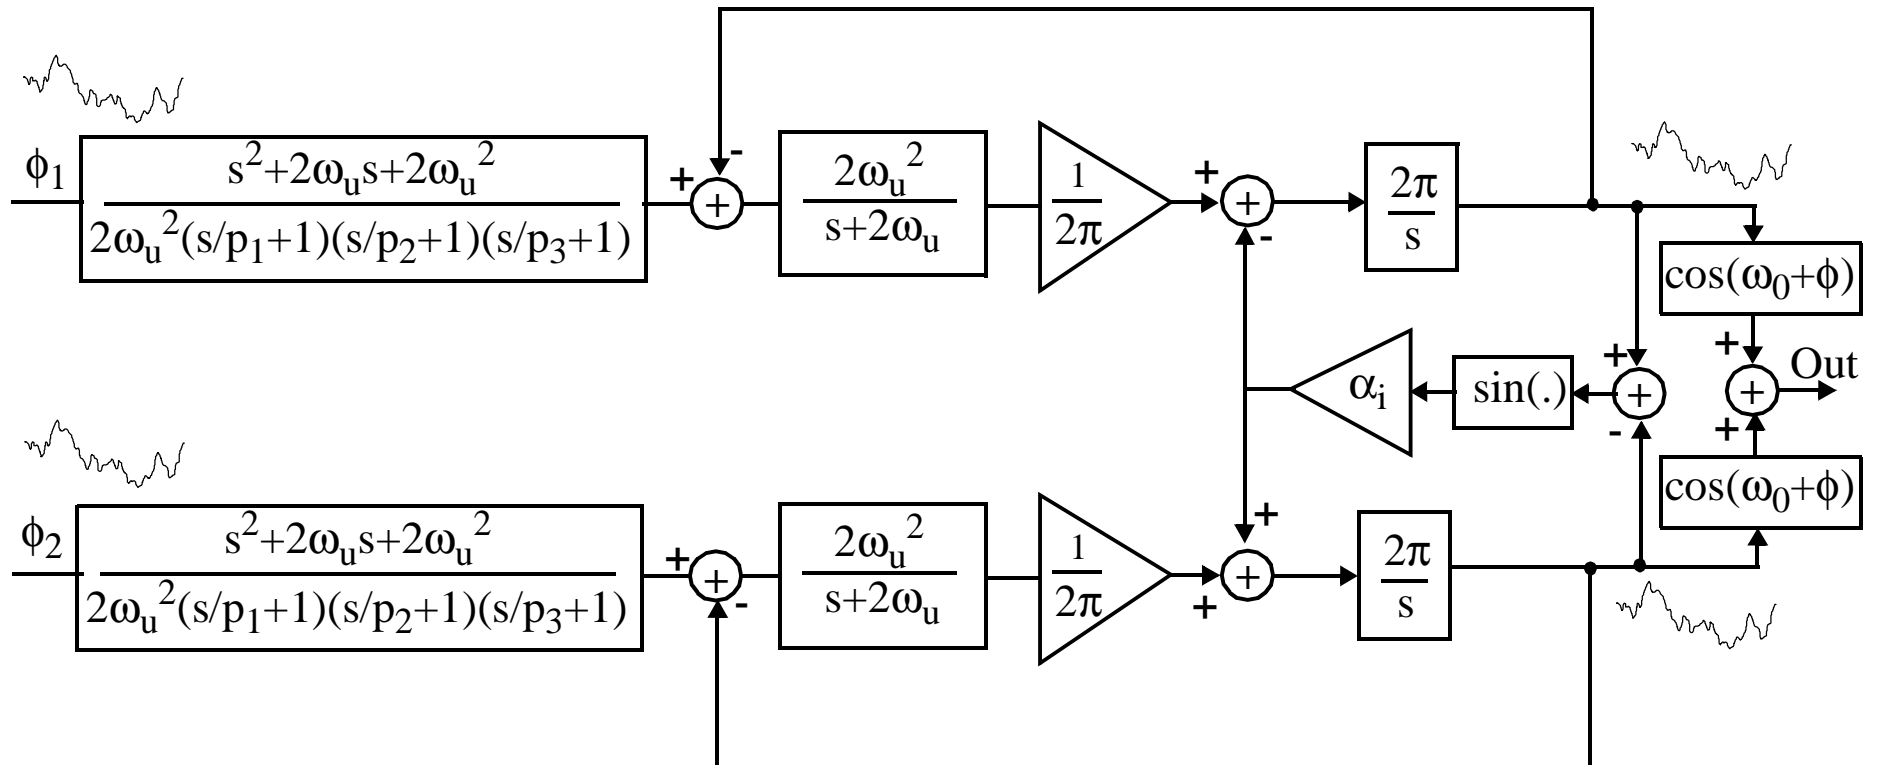 ϕ₁
s²+2ωᵤs+2ωᵤ²
2ωᵤ²(s/p₁+1)(s/p₂+1)(s/p₃+1)
+
-
+
2ωᵤ²
s+2ωᵤ
1
2π
+
-
+
2π
s
cos(ω₀+ϕ)
αᵢ
sin(.)
+
-
+
+
+
+
Out
cos(ω₀+ϕ)
ϕ₂
s²+2ωᵤs+2ωᵤ²
2ωᵤ²(s/p₁+1)(s/p₂+1)(s/p₃+1)
+
-
+
2ωᵤ²
s+2ωᵤ
1
2π
+
+
+
2π
s